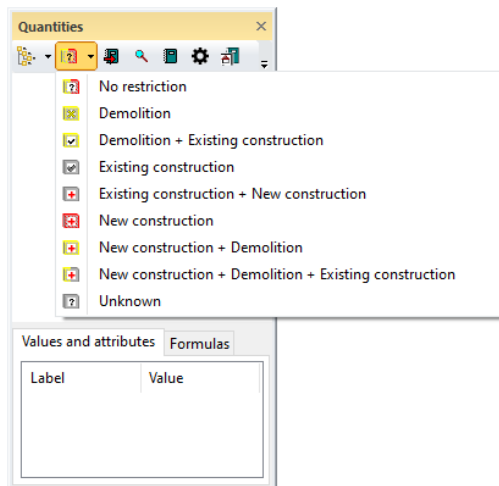 Quantities
No restriction
Demolition
Demolition + Existing construction
Existing construction
Existing construction + New construction
New construction
New construction + Demolition
New construction + Demolition + Existing construction
Unknown
Values and attributes Formulas
Label Value